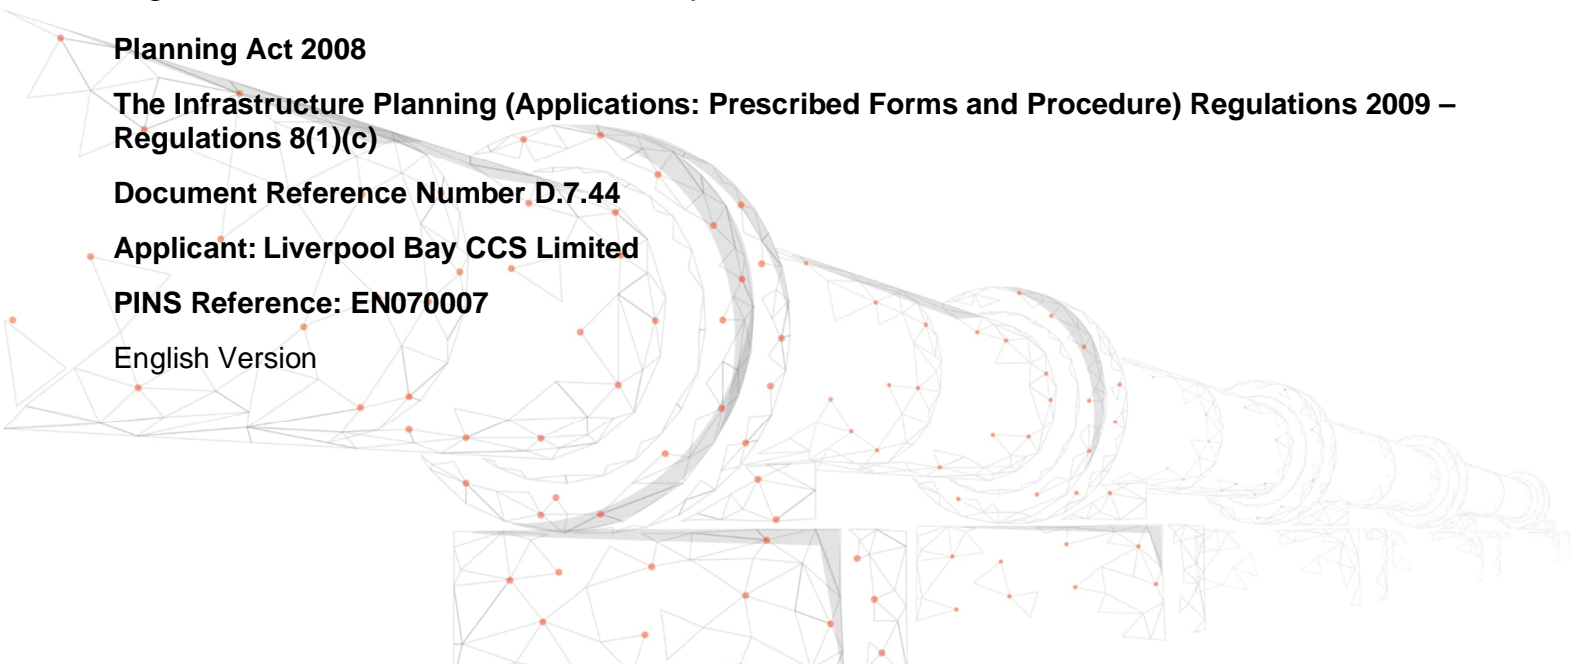 Planning Act 2008
The Infrastructure Planning (Applications: Prescribed Forms and Procedure) Regulations 2009 –
Regulations 8(1)(c)
Document Reference Number D.7.44
Applicant: Liverpool Bay CCS Limited
PINS Reference: EN070007
English Version